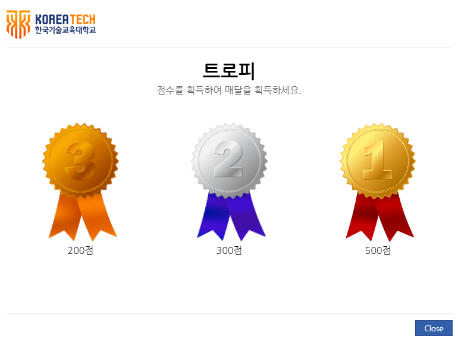 KOREATECH
한국기술교육대학교
트로피
점수를 획득하여 매달을 획득하세요.
3 2 1
200점 300점 500점
Close